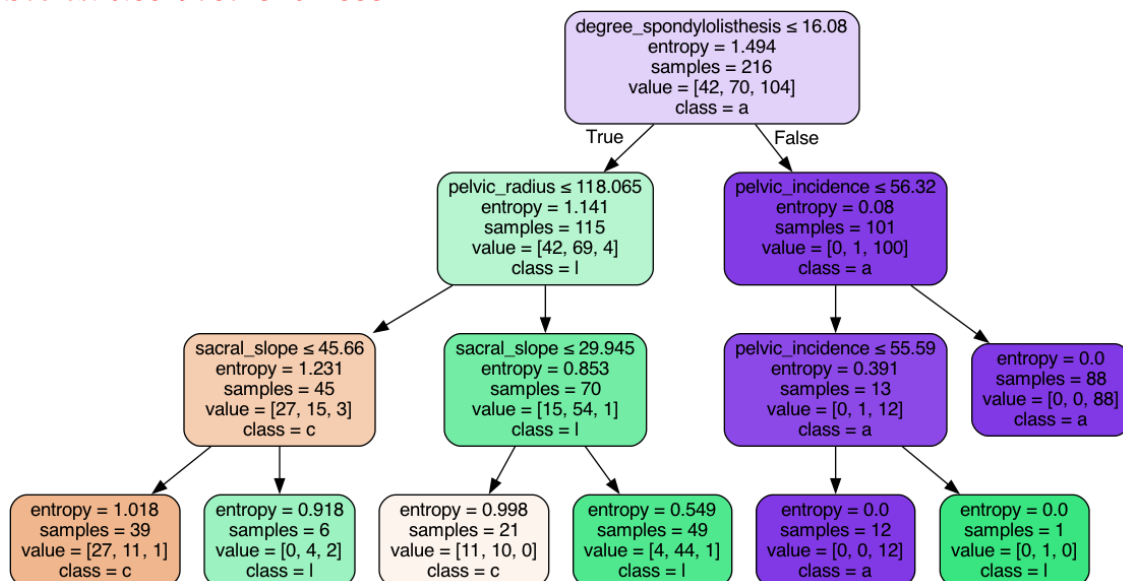 degree_spondylolisthesis ≤ 16.08
entropy = 1.494
samples = 216
value = [42, 70, 104]
class = a
True
False
pelvic_radius ≤ 118.065
entropy = 1.141
samples = 115
value = [42, 69, 4]
class = l
pelvic_incidence ≤ 56.32
entropy = 0.08
samples = 101
value = [0, 1, 100]
class = a
sacral_slope ≤ 45.66
entropy = 1.231
samples = 45
value = [27, 15, 3]
class = c
sacral_slope ≤ 29.945
entropy = 0.853
samples = 70
value = [15, 54, 1]
class = l
pelvic_incidence ≤ 55.59
entropy = 0.391
samples = 13
value = [0, 1, 12]
class = a
entropy = 0.0
samples = 88
value = [0, 0, 88]
class = a
entropy = 1.018
samples = 39
value = [27, 11, 1]
class = c
entropy = 0.918
samples = 6
value = [0, 4, 2]
class = l
entropy = 0.998
samples = 21
value = [11, 10, 0]
class = c
entropy = 0.549
samples = 49
value = [4, 44, 1]
class = l
entropy = 0.0
samples = 12
value = [0, 0, 12]
class = a
entropy = 0.0
samples = 1
value = [0, 1, 0]
class = l